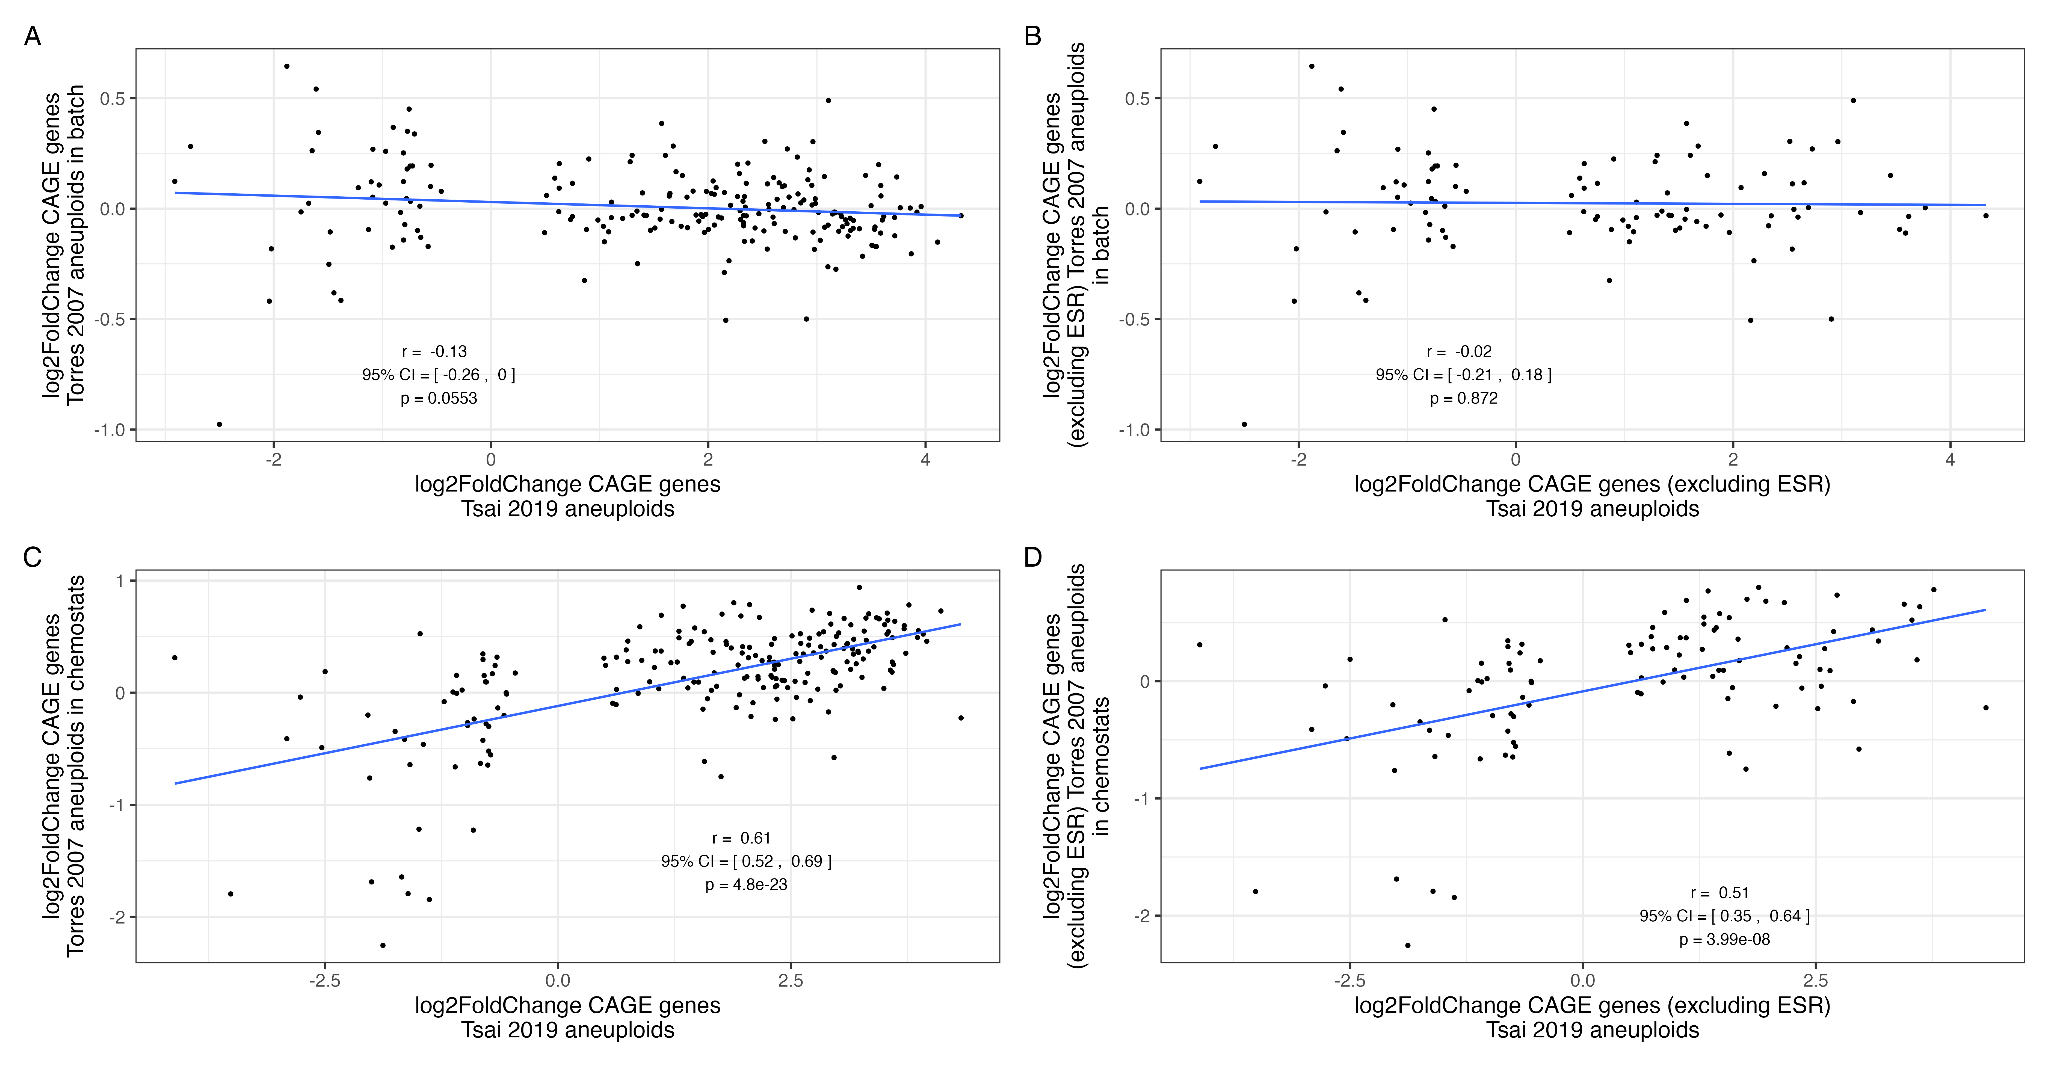 A
log2FoldChange CAGE genes
Torres 2007 aneuploids in batch
0.5
0.0
-0.5
-1.0
r =  -0.13
95% CI = [ -0.26 ,  0 ]
p = 0.0553
-2
0
2
4
log2FoldChange CAGE genes
Tsai 2019 aneuploids
B
log2FoldChange CAGE genes
(excluding ESR) Torres 2007 aneuploids
in batch
0.5
0.0
-0.5
-1.0
r =  -0.02
95% CI = [ -0.21 ,  0.18 ]
p = 0.872
-2
0
2
4
log2FoldChange CAGE genes (excluding ESR)
Tsai 2019 aneuploids
C
log2FoldChange CAGE genes
Torres 2007 aneuploids in chemostats
1
0
-1
-2
r =  0.61
95% CI = [ 0.52 ,  0.69 ]
p = 4.8e-23
-2.5
0.0
2.5
log2FoldChange CAGE genes
Tsai 2019 aneuploids
D
log2FoldChange CAGE genes
(excluding ESR) Torres 2007 aneuploids
in chemostats
0
-1
-2
r =  0.51
95% CI = [ 0.35 ,  0.64 ]
p = 3.99e-08
-2.5
0.0
2.5
log2FoldChange CAGE genes (excluding ESR)
Tsai 2019 aneuploids